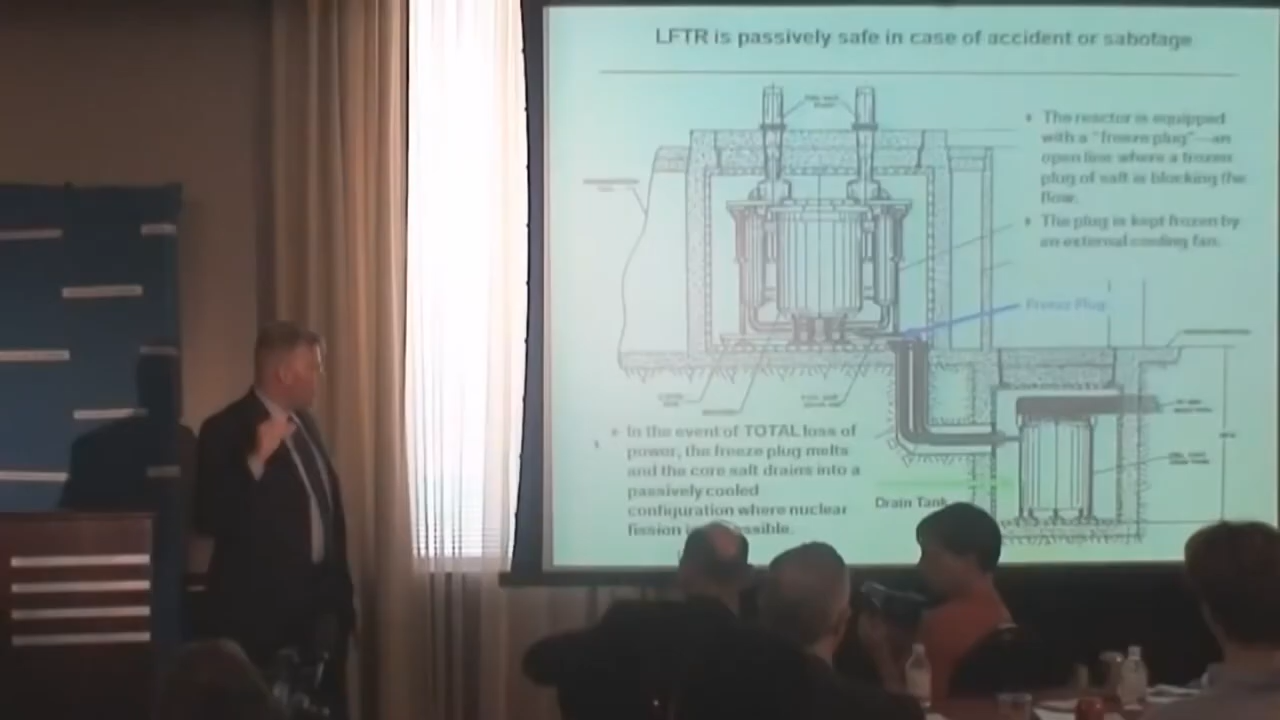 LFTR is passively safe in case of accident or sabotage
• The reactor is equipped
with a "freeze plug"—an
open line where a frozen
plug of salt is blocking the
flow.
• The plug is kept frozen by
an external cooling fan.
Freeze Plug
• In the event of TOTAL loss of
power, the freeze plug melts
and the core salt drains into a
passively cooled
configuration where nuclear
fission
Drain Tank